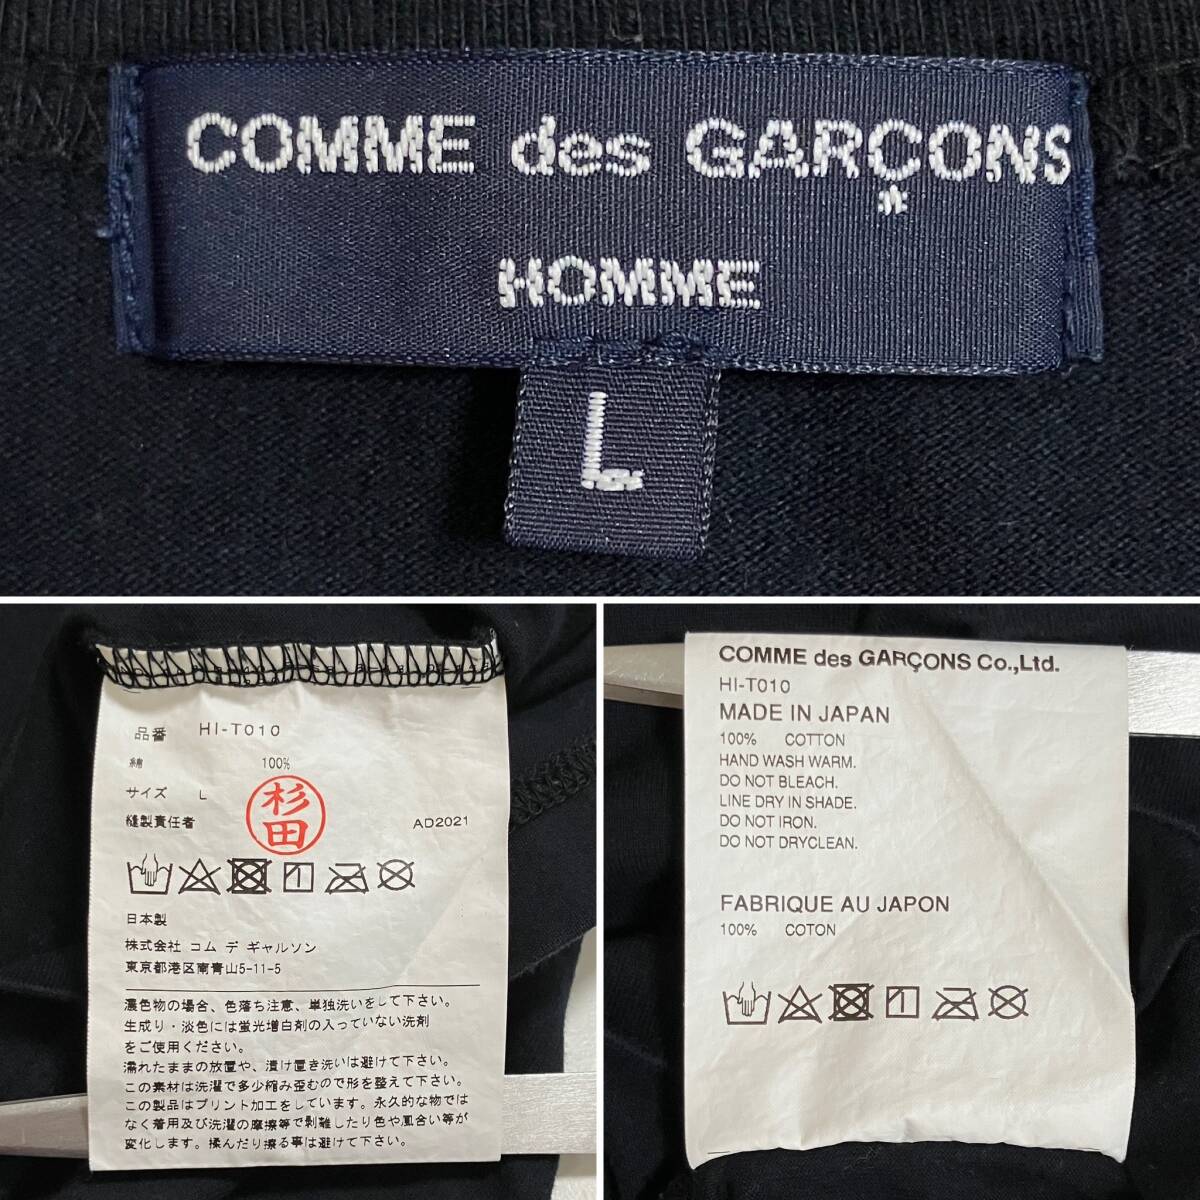 COMME des GARÇONS
HOMME
L
品番 HI-T010
綿 100%
サイズ L
杉田
縫製責任者 AD2021
日本製
株式会社 コム デ ギャルソン
東京都港区南青山5-11-5
濃色物の場合、色落ち注意、単独洗いをして下さい。
生成り・淡色には蛍光増白剤の入っていない洗剤
をご使用ください。
濡れたままの放置や、漬け置き洗いは避けて下さい。
この素材は洗濯で多少縮み歪むので形を整えて下さい。
この製品はプリント加工をしています。永久的な物では
なく着用及び洗濯の摩擦等で剥離したり色や風合い等が
変化します。揉んだり擦る事は避けて下さい。
COMME des GARÇONS Co.,Ltd.
HI-T010
MADE IN JAPAN
100% COTTON
HAND WASH WARM.
DO NOT BLEACH.
LINE DRY IN SHADE.
DO NOT IRON.
DO NOT DRYCLEAN.
FABRIQUE AU JAPON
100% COTON